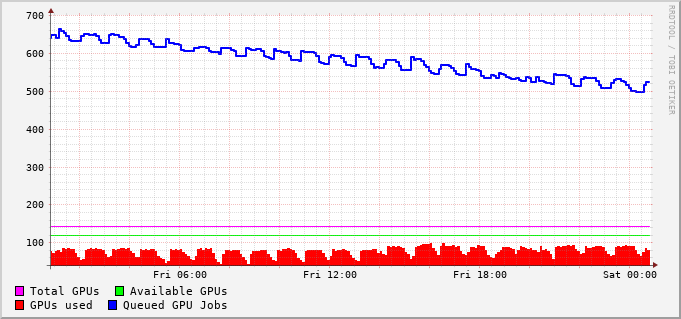 700
600
500
400
300
200
100
Fri 06:00 Fri 12:00 Fri 18:00 Sat 00:00
Total GPUs Available GPUs
GPUs used Queued GPU Jobs
RRDTOOL / TOBI OETIKER